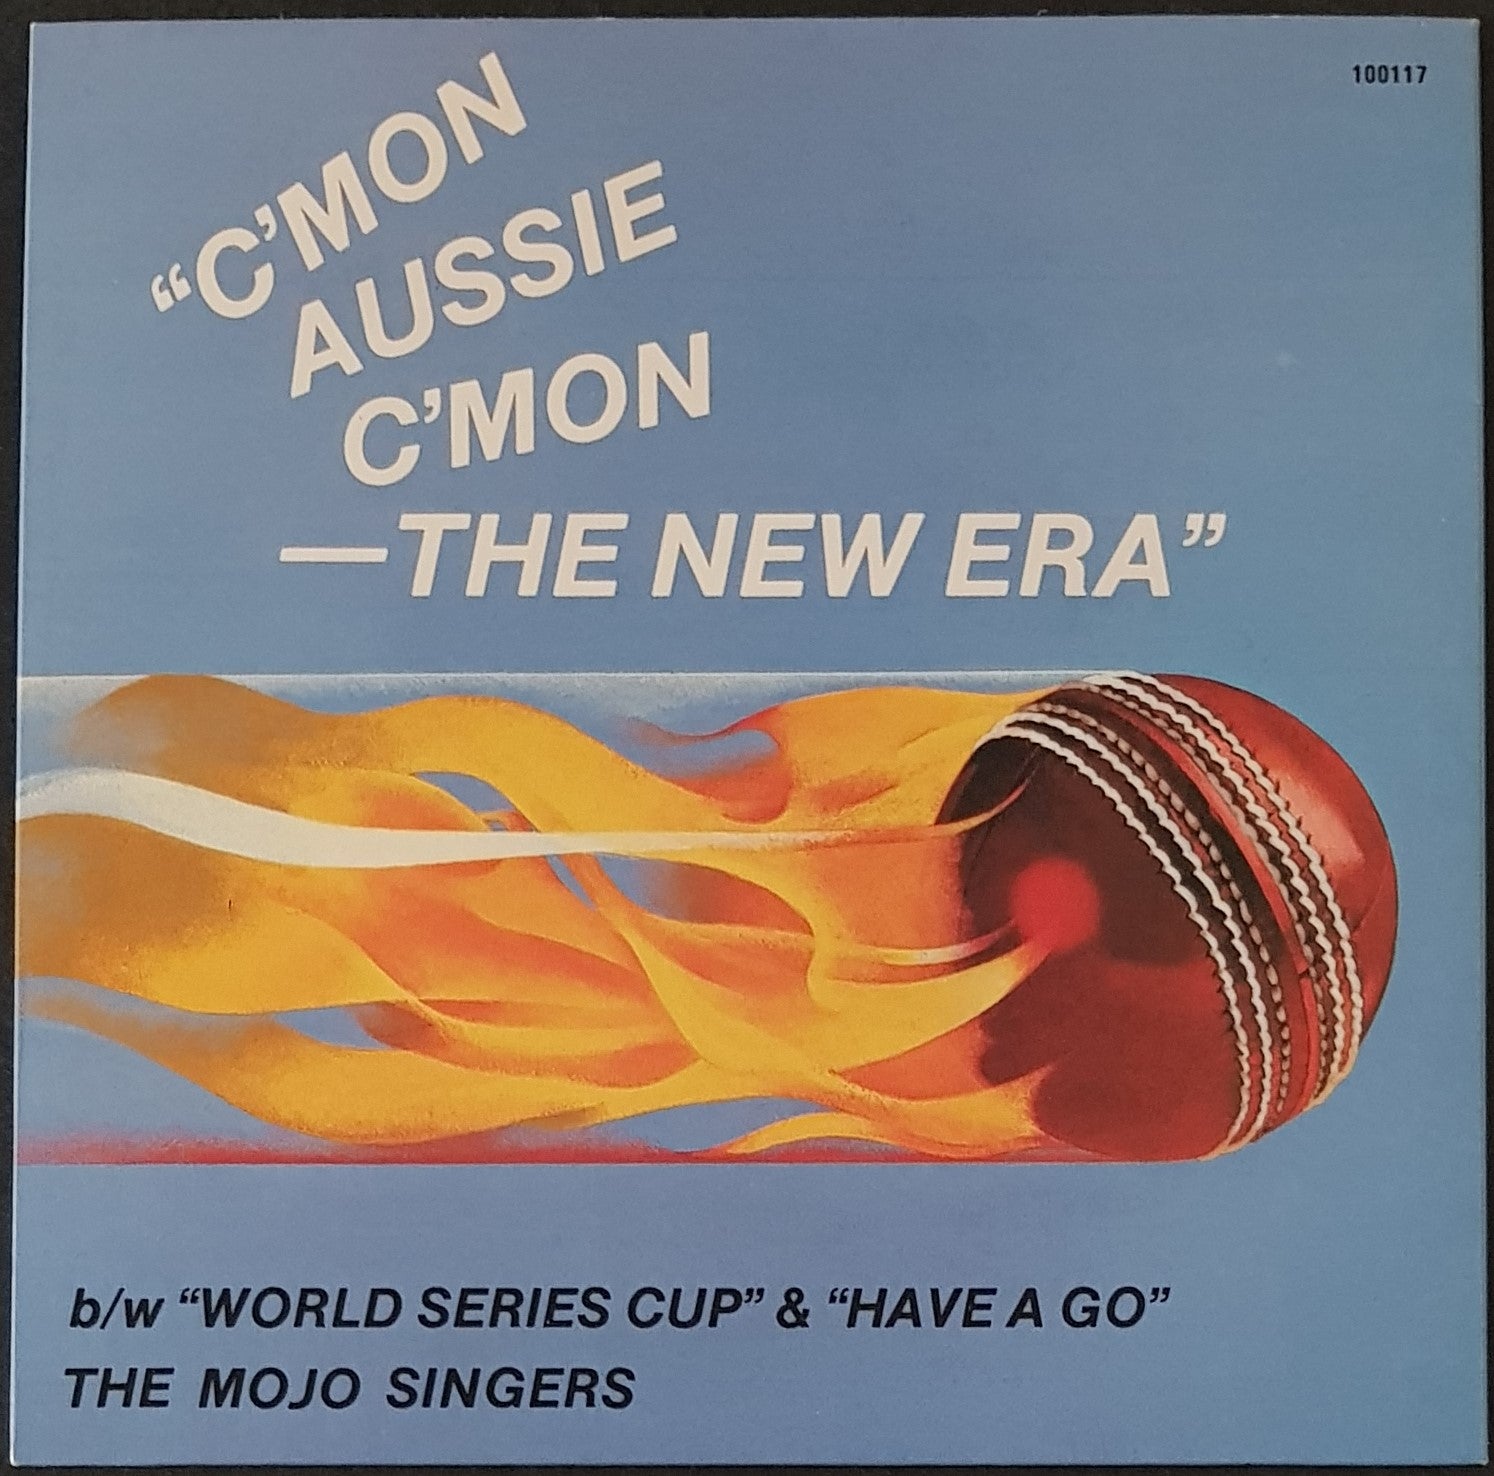 100117
“C’MON
AUSSIE
C’MON
—THE NEW ERA”
b/w “WORLD SERIES CUP” & “HAVE A GO”
THE MOJO SINGERS